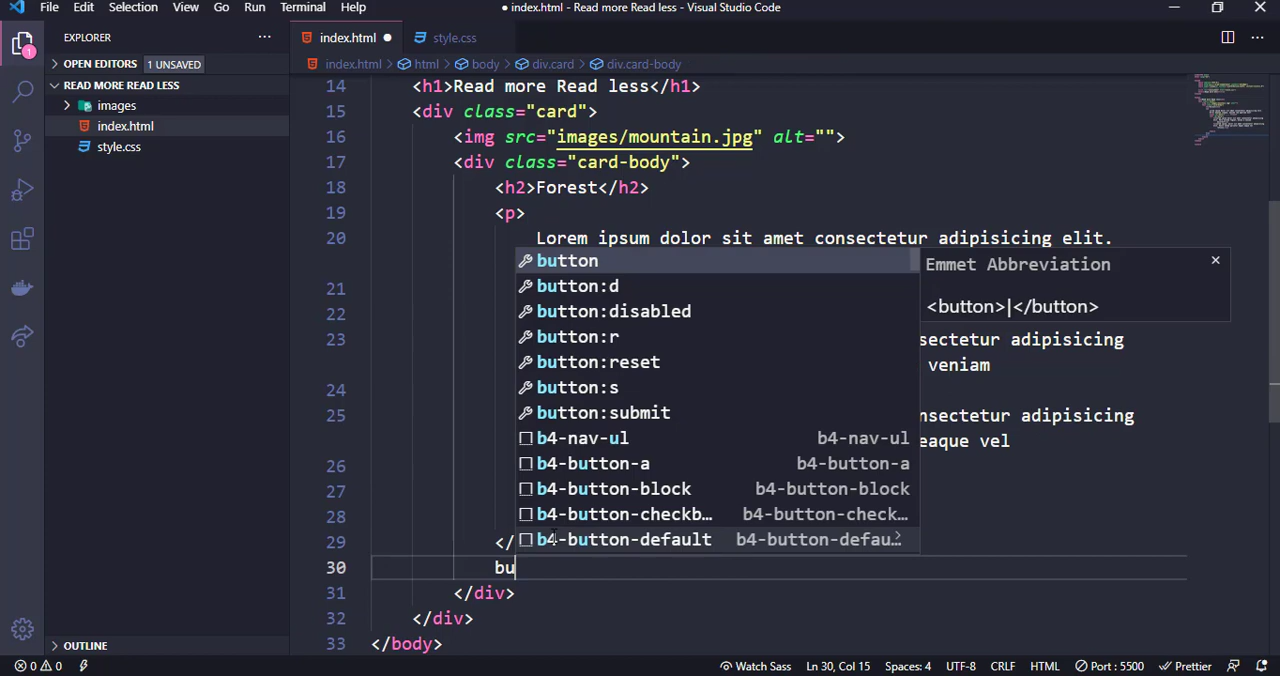 File Edit Selection View Go Run Terminal Help ● index.html - Read more Read less - Visual Studio Code
EXPLORER ···
index.html ● style.css
OPEN EDITORS 1 UNSAVED
index.html > html > body > div.card > div.card-body
READ MORE READ LESS
images
index.html
style.css
14 <h1>Read more Read less</h1>
15 <div class="card">
16 <img src="images/mountain.jpg" alt="">
17 <div class="card-body">
18 <h2>Forest</h2>
19 <p>
20 Lorem ipsum dolor sit amet consectetur adipisicing elit.
button
Emmet Abbreviation
button:d
21
<button>|</button>
button:disabled
22
button:r
23 sectetur adipisicing
button:reset
veniam
button:s
24
button:submit
25 nsectetur adipisicing
b4-nav-ul b4-nav-ul
eaque vel
b4-button-a b4-button-a
26
b4-button-block b4-button-block
27
b4-button-checkb… b4-button-check…
28
b4-button-default b4-button-defau…
29 </
30 bu
31 </div>
32 </div>
33 </body>
OUTLINE
1
0 0 Watch Sass Ln 30, Col 15 Spaces: 4 UTF-8 CRLF HTML Port : 5500 Prettier